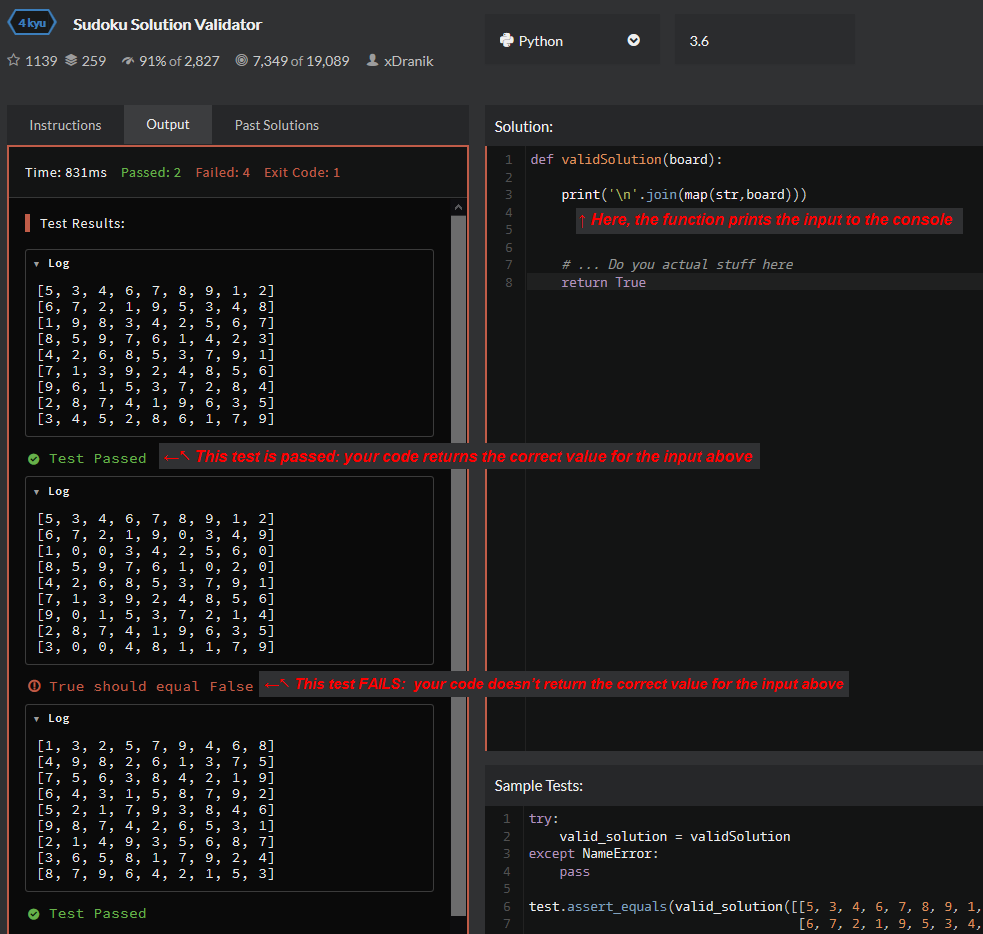 4 kyu Sudoku Solution Validator
1139 259 91% of 2,827 7,349 of 19,089 xDranik
Python
3.6
Instructions Output Past Solutions
Time: 831ms Passed: 2 Failed: 4 Exit Code: 1
Test Results:
▼ Log
[5, 3, 4, 6, 7, 8, 9, 1, 2]
[6, 7, 2, 1, 9, 5, 3, 4, 8]
[1, 9, 8, 3, 4, 2, 5, 6, 7]
[8, 5, 9, 7, 6, 1, 4, 2, 3]
[4, 2, 6, 8, 5, 3, 7, 9, 1]
[7, 1, 3, 9, 2, 4, 8, 5, 6]
[9, 6, 1, 5, 3, 7, 2, 8, 4]
[2, 8, 7, 4, 1, 9, 6, 3, 5]
[3, 4, 5, 2, 8, 6, 1, 7, 9]
Test Passed ←↖ This test is passed: your code returns the correct value for the input above
▼ Log
[5, 3, 4, 6, 7, 8, 9, 1, 2]
[6, 7, 2, 1, 9, 0, 3, 4, 9]
[1, 0, 0, 3, 4, 2, 5, 6, 0]
[8, 5, 9, 7, 6, 1, 0, 2, 0]
[4, 2, 6, 8, 5, 3, 7, 9, 1]
[7, 1, 3, 9, 2, 4, 8, 5, 6]
[9, 0, 1, 5, 3, 7, 2, 1, 4]
[2, 8, 7, 4, 1, 9, 6, 3, 5]
[3, 0, 0, 4, 8, 1, 1, 7, 9]
True should equal False ←↖ This test FAILS: your code doesn't return the correct value for the input above
▼ Log
[1, 3, 2, 5, 7, 9, 4, 6, 8]
[4, 9, 8, 2, 6, 1, 3, 7, 5]
[7, 5, 6, 3, 8, 4, 2, 1, 9]
[6, 4, 3, 1, 5, 8, 7, 9, 2]
[5, 2, 1, 7, 9, 3, 8, 4, 6]
[9, 8, 7, 4, 2, 6, 5, 3, 1]
[2, 1, 4, 9, 3, 5, 6, 8, 7]
[3, 6, 5, 8, 1, 7, 9, 2, 4]
[8, 7, 9, 6, 4, 2, 1, 5, 3]
Test Passed
Solution:
1 def validSolution(board):
2
3 print('\n'.join(map(str,board)))
4 ↑ Here, the function prints the input to the console
5
6
7 # ... Do you actual stuff here
8 return True
Sample Tests:
1 try:
2 valid_solution = validSolution
3 except NameError:
4 pass
5
6 test.assert_equals(valid_solution([[5, 3, 4, 6, 7, 8, 9, 1,
7 [6, 7, 2, 1, 9, 5, 3, 4,